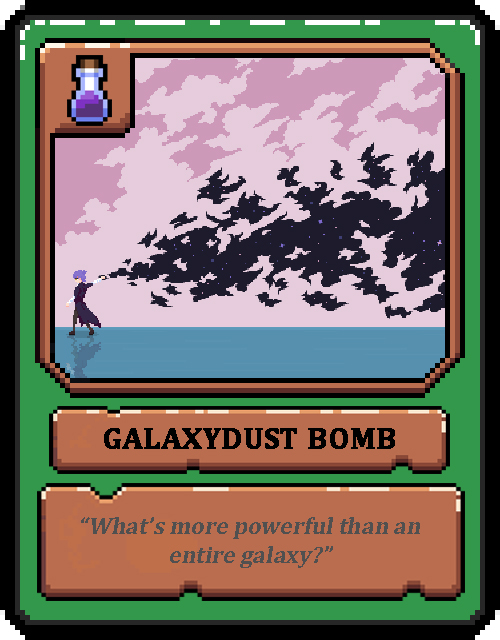 GALAXYDUST BOMB
“What’s more powerful than an
entire galaxy?”